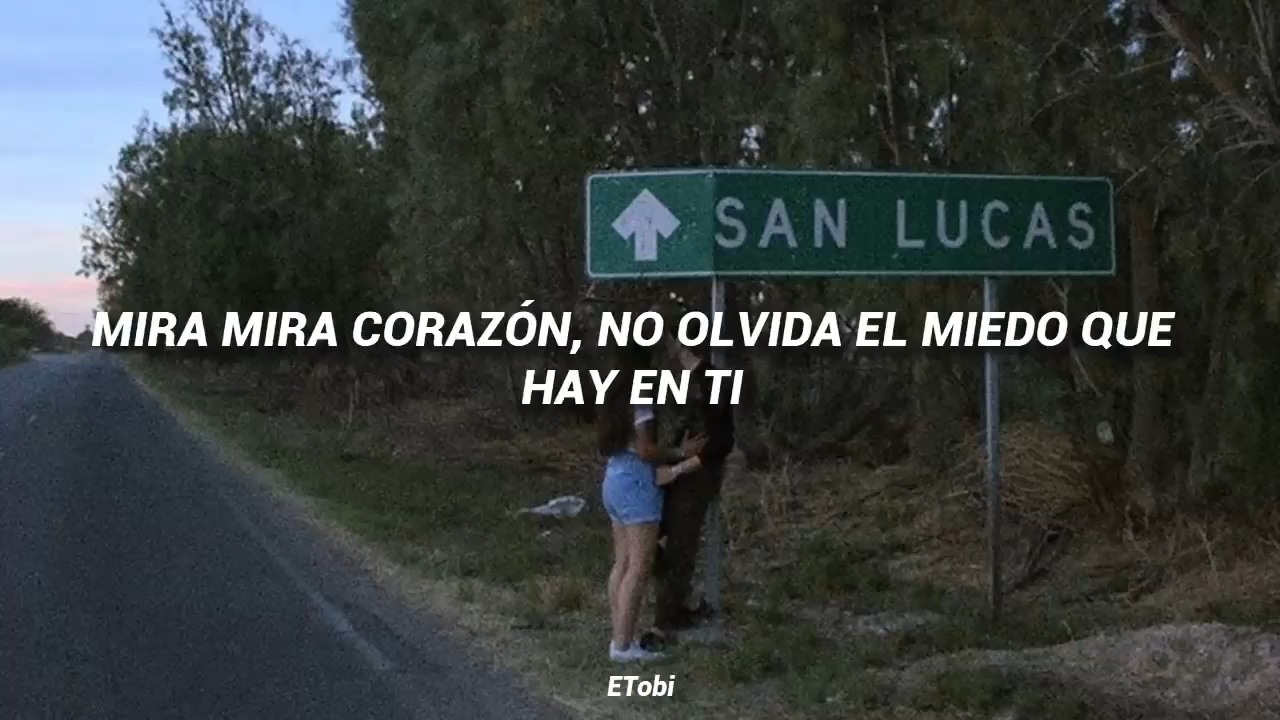 SAN LUCAS
MIRA MIRA CORAZÓN, NO OLVIDA EL MIEDO QUE
HAY EN TI
ETobi